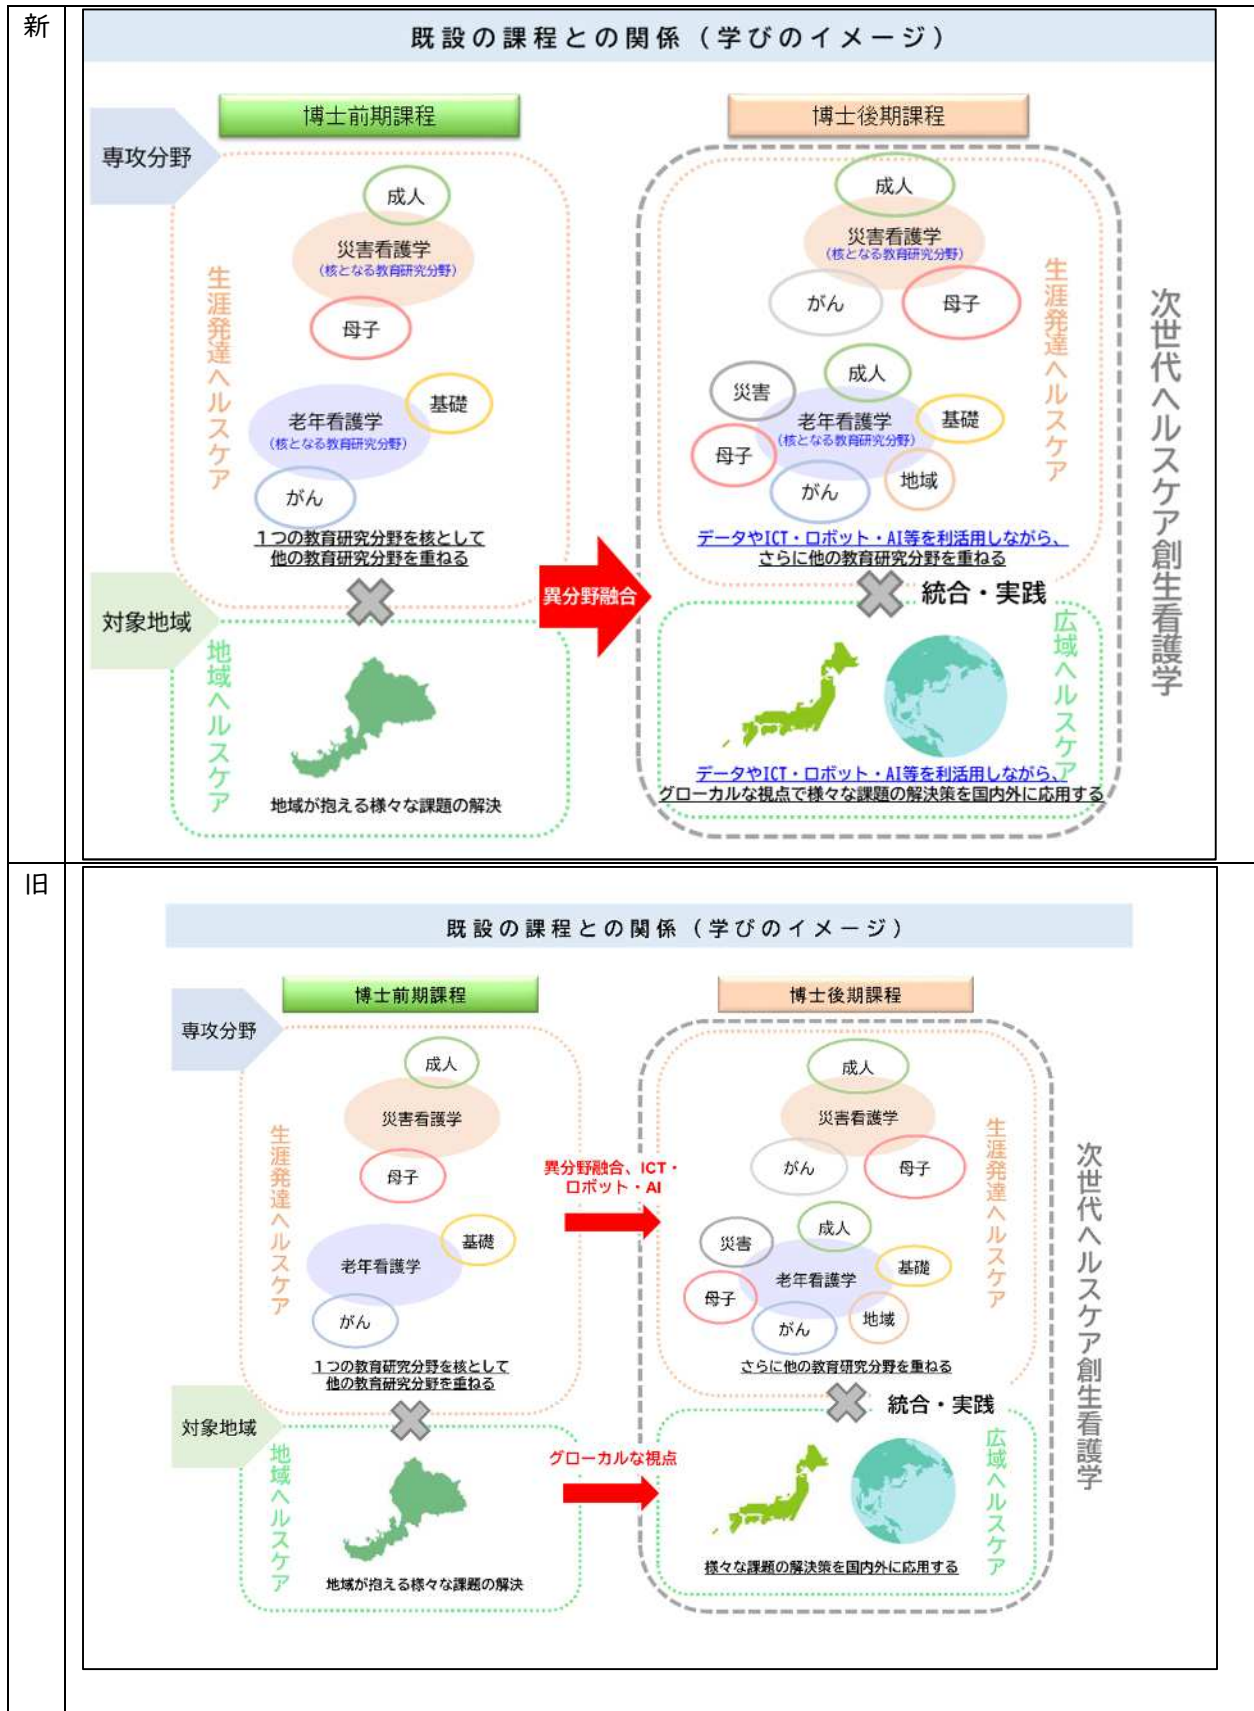 新
既設の課程との関係（学びのイメージ）
博士前期課程
博士後期課程
専攻分野
成人
災害看護学
（核となる教育研究分野）
母子
基礎
老年看護学
（核となる教育研究分野）
がん
生涯発達ヘルスケア
１つの教育研究分野を核として
他の教育研究分野を重ねる
対象地域
地域ヘルスケア
地域が抱える様々な課題の解決
異分野融合
成人
災害看護学
（核となる教育研究分野）
がん
母子
成人
災害
老年看護学
（核となる教育研究分野）
基礎
母子
地域
がん
生涯発達ヘルスケア
データやICT・ロボット・AI等を利活用しながら、
さらに他の教育研究分野を重ねる
統合・実践
広域ヘルスケア
データやICT・ロボット・AI等を利活用しながら、
グローカルな視点で様々な課題の解決策を国内外に応用する
次世代ヘルスケア創生看護学
旧
既設の課程との関係（学びのイメージ）
博士前期課程
博士後期課程
専攻分野
成人
災害看護学
母子
基礎
老年看護学
がん
生涯発達ヘルスケア
１つの教育研究分野を核として
他の教育研究分野を重ねる
対象地域
地域ヘルスケア
地域が抱える様々な課題の解決
異分野融合、ICT・
ロボット・AI
グローカルな視点
成人
災害看護学
がん
母子
成人
災害
老年看護学
基礎
母子
地域
がん
生涯発達ヘルスケア
さらに他の教育研究分野を重ねる
統合・実践
広域ヘルスケア
様々な課題の解決策を国内外に応用する
次世代ヘルスケア創生看護学